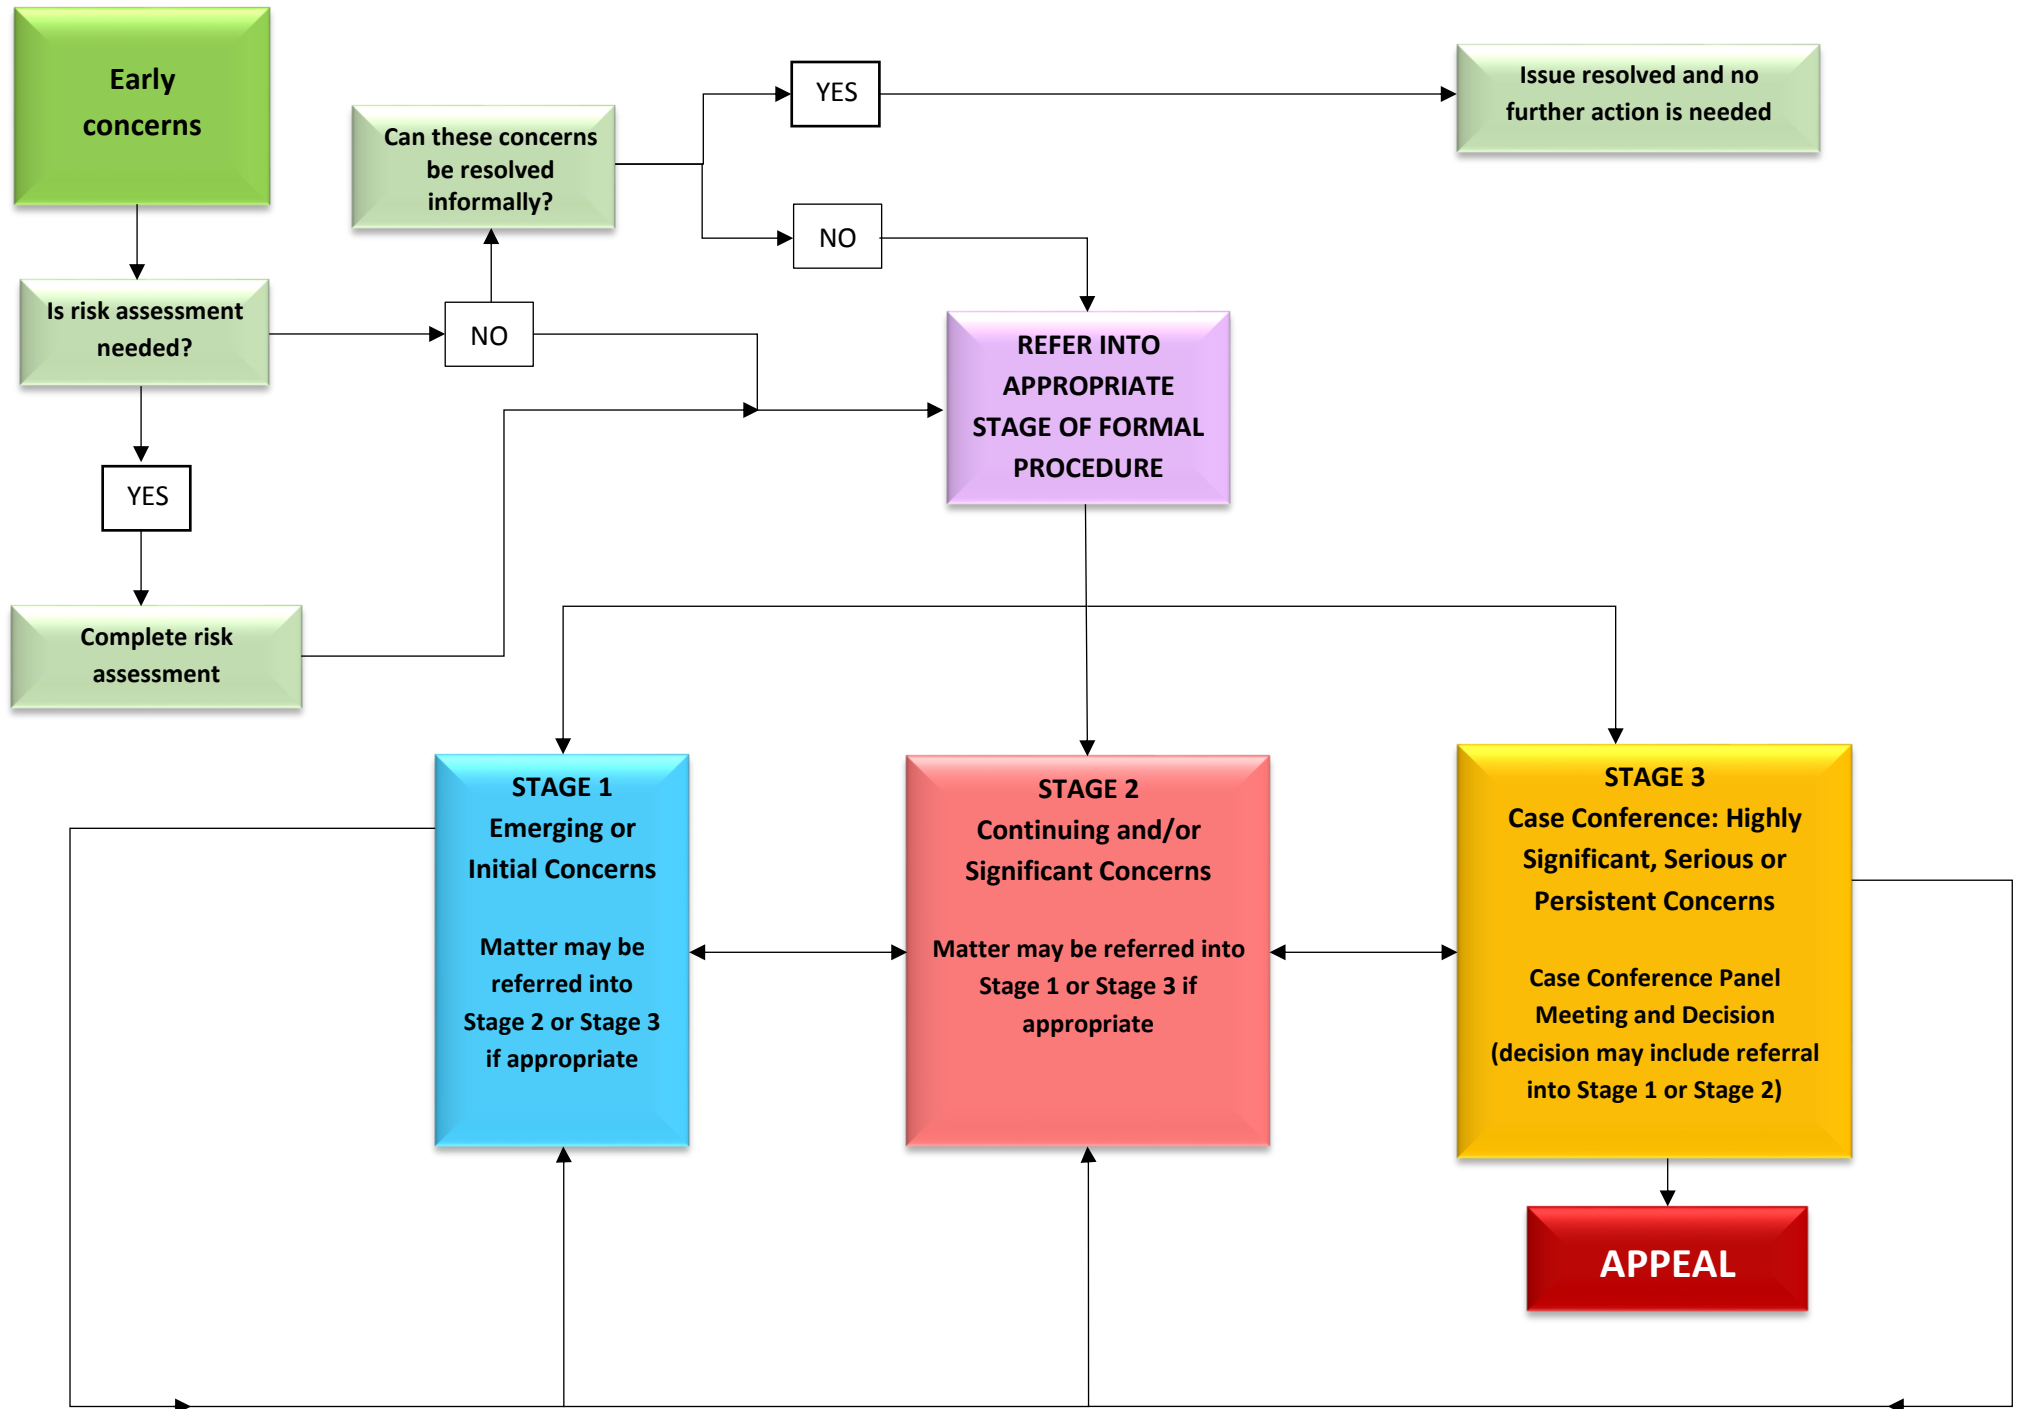 Early
concerns
Can these concerns
be resolved
informally?
YES
Issue resolved and no
further action is needed
NO
Is risk assessment
needed?
NO
REFER INTO
APPROPRIATE
STAGE OF FORMAL
PROCEDURE
YES
Complete risk
assessment
STAGE 1
Emerging or
Initial Concerns
Matter may be
referred into
Stage 2 or Stage 3
if appropriate
STAGE 2
Continuing and/or
Significant Concerns
Matter may be referred into
Stage 1 or Stage 3 if
appropriate
STAGE 3
Case Conference: Highly
Significant, Serious or
Persistent Concerns
Case Conference Panel
Meeting and Decision
(decision may include referral
into Stage 1 or Stage 2)
APPEAL